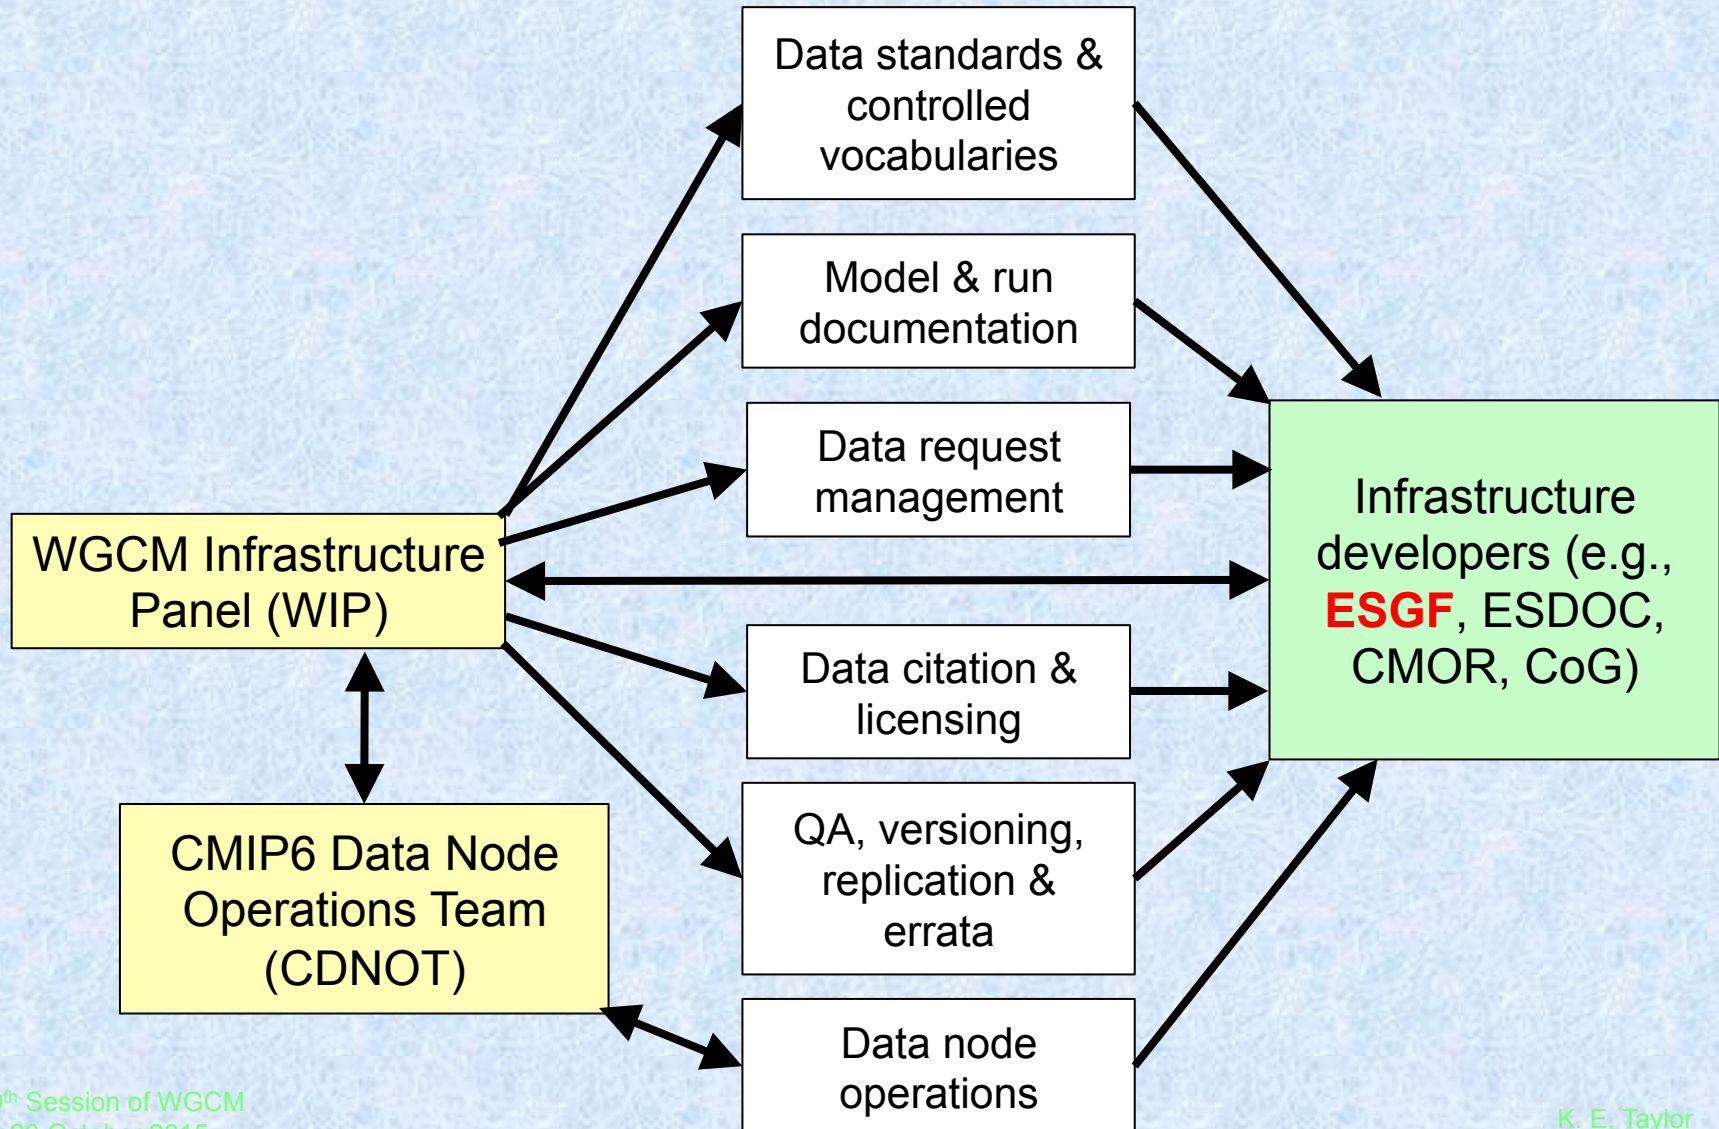 Data standards &
controlled
vocabularies
Model & run
documentation
Data request
management
WGCM Infrastructure
Panel (WIP)
Infrastructure
developers (e.g.,
ESGF, ESDOC,
CMOR, CoG)
Data citation &
licensing
CMIP6 Data Node
Operations Team
(CDNOT)
QA, versioning,
replication &
errata
Data node
operations
Session of WGCM
October 2015
K. E. Taylor